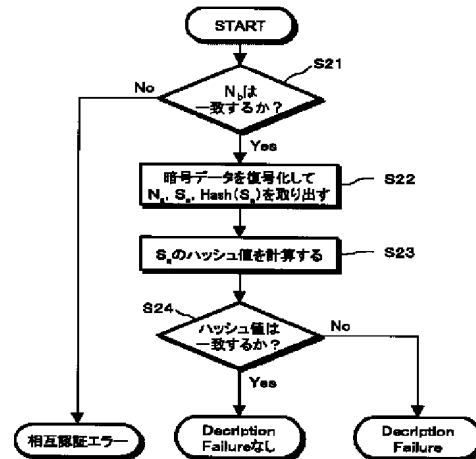 START
S21
No
Nbは
一致するか？
Yes
暗号データを復号化して
Na, Sa, Hash(Sa)を取り出す
S22
Saのハッシュ値を計算する
S23
S24
ハッシュ値は
一致するか？
No
Yes
相互認証エラー
Decription
Failureなし
Decription
Failure